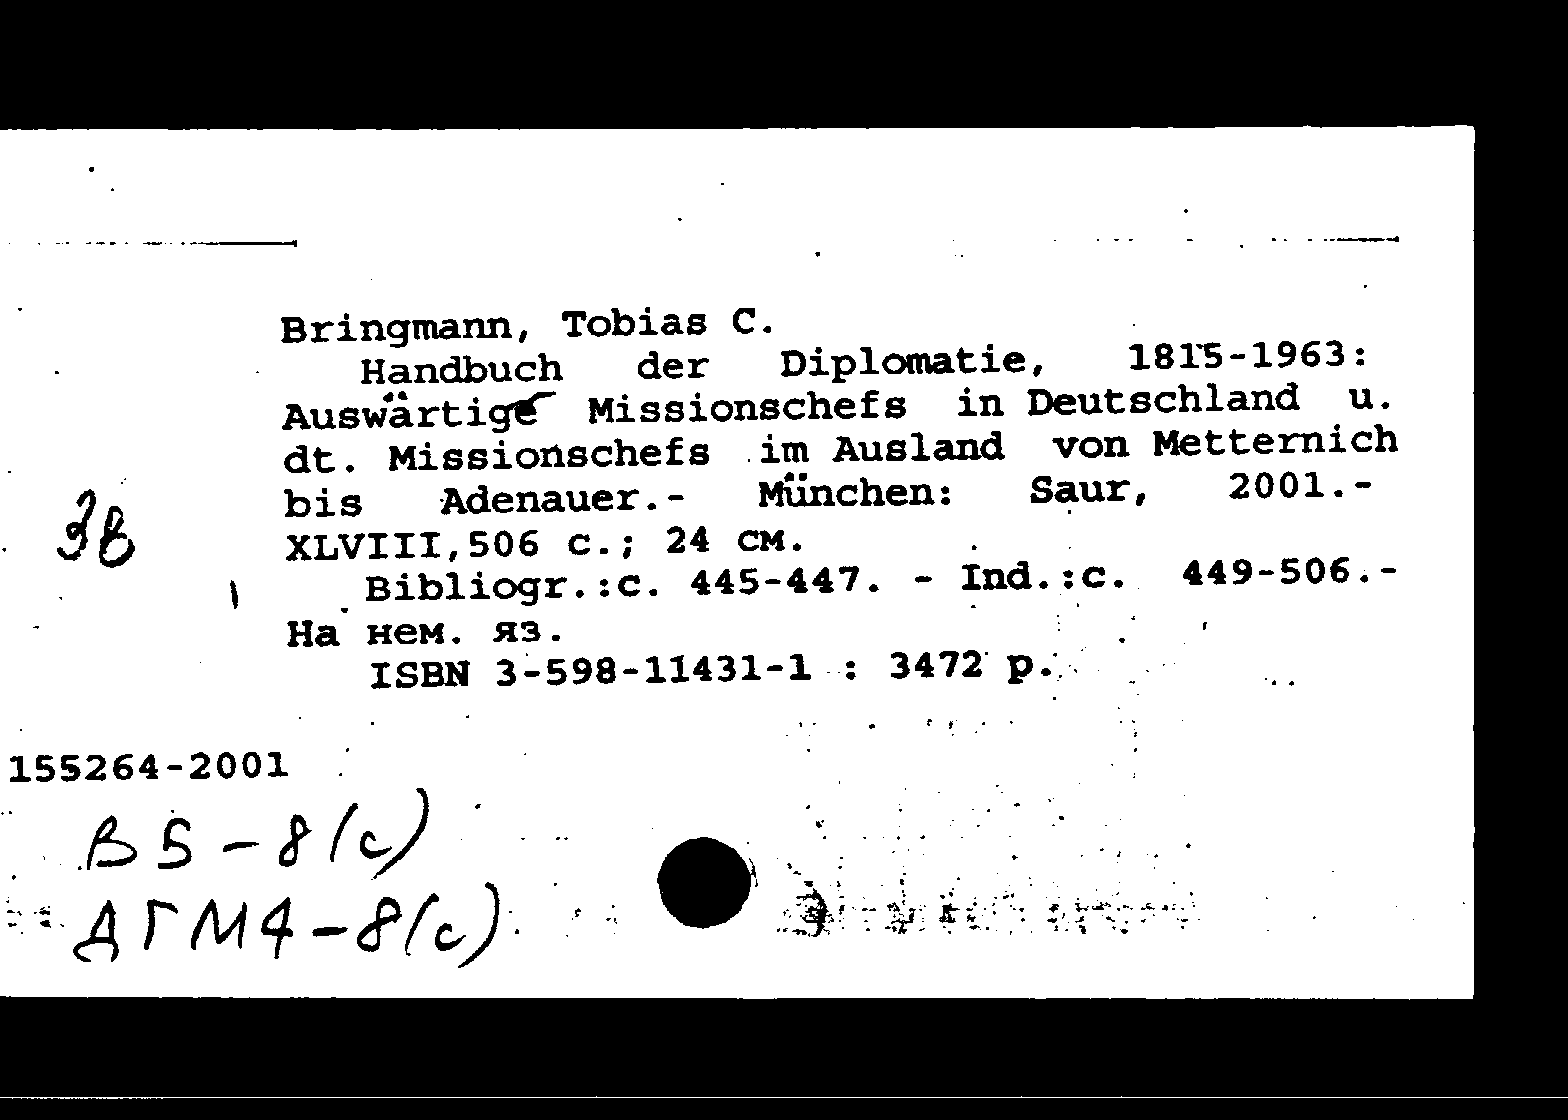 Bringmann, Tobias C.
Handbuch der Diplomatie, 1815-1963:
Auswärtige Missionschefs in Deutschland u.
dt. Missionschefs im Ausland von Metternich
bis Adenauer.- München: Saur, 2001.-
XLVIII,506 с.; 24 см.
Bibliogr.:с. 445-447. - Ind.:с. 449-506.-
На нем. яз.
ISBN 3-598-11431-1 : 3472 р.
155264-2001
В5-8(с)
ДГМ4-8(с)